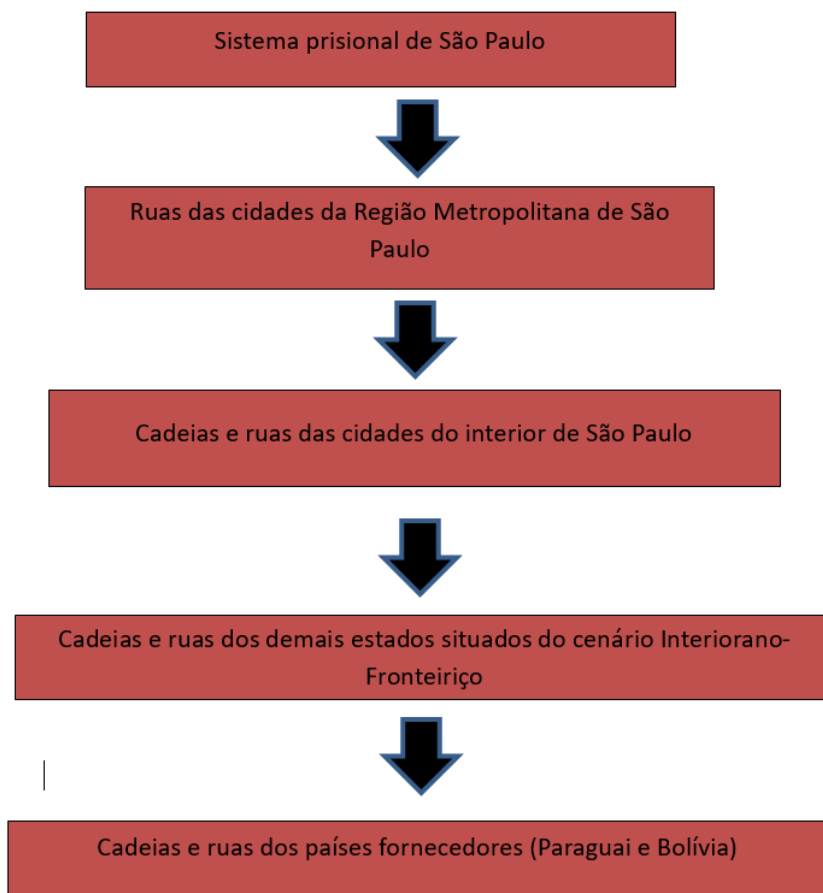 Sistema prisional de São Paulo
Ruas das cidades da Região Metropolitana de São
Paulo
Cadeias e ruas das cidades do interior de São Paulo
Cadeias e ruas dos demais estados situados do cenário Interiorano-
Fronteiriço
Cadeias e ruas dos países fornecedores (Paraguai e Bolívia)